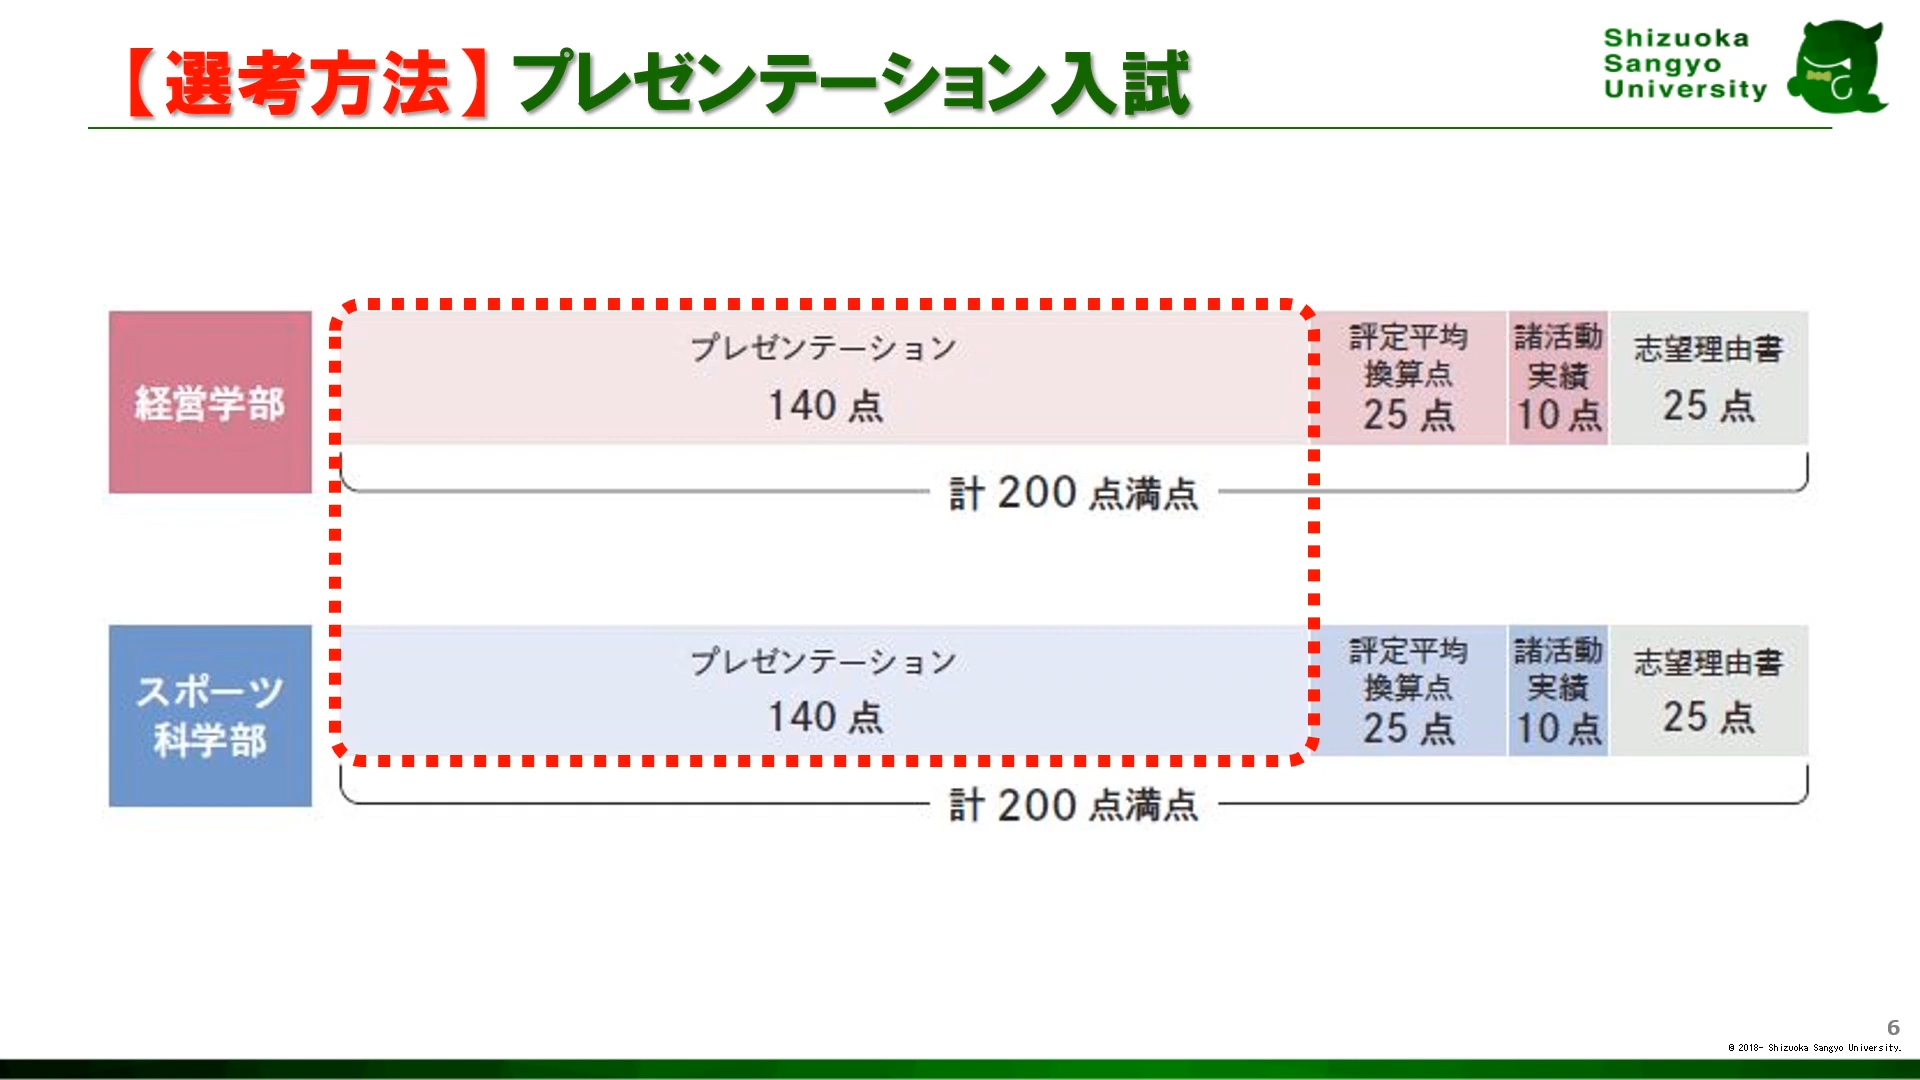 【選考方法】プレゼンテーション入試
Shizuoka
Sangyo
University
経営学部
プレゼンテーション
140 点
評定平均
換算点
25 点
諸活動
実績
10 点
志望理由書
25 点
計 200 点満点
スポーツ
科学部
プレゼンテーション
140 点
評定平均
換算点
25 点
諸活動
実績
10 点
志望理由書
25 点
計 200 点満点
6
© 2018- Shizuoka Sangyo University.